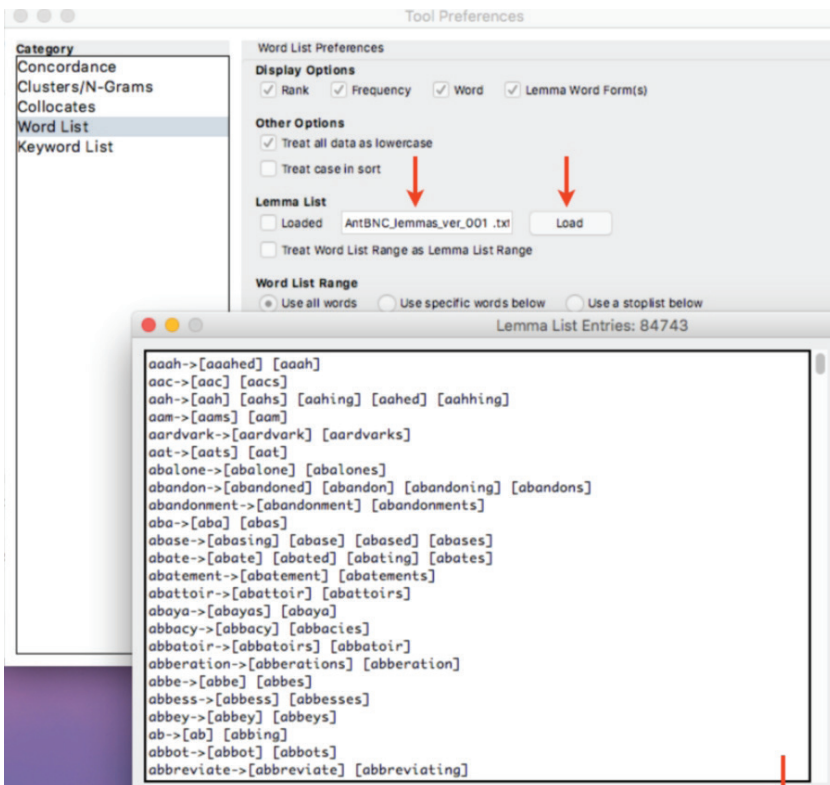 Tool Preferences
Category
Concordance
Clusters/N-Grams
Collocates
Word List
Keyword List
Word List Preferences
Display Options
Rank Frequency Word Lemma Word Form(s)
Other Options
Treat all data as lowercase
Treat case in sort
Lemma List
Loaded AntBNC_lemmas_ver_001 .txt Load
Treat Word List Range as Lemma List Range
Word List Range
Use all words Use specific words below Use a stoplist below
Lemma List Entries: 84743
aaah->[aaahed] [aaah]
aac->[aac] [aacs]
aah->[aah] [aahs] [aahing] [aahed] [aahhing]
aam->[aams] [aam]
aardvark->[aardvark] [aardvarks]
aat->[aats] [aat]
abalone->[abalone] [abalones]
abandon->[abandoned] [abandon] [abandoning] [abandons]
abandonment->[abandonment] [abandonments]
aba->[aba] [abas]
abase->[abasing] [abase] [abased] [abases]
abate->[abate] [abated] [abating] [abates]
abatement->[abatement] [abatements]
abattoir->[abattoir] [abattoirs]
abaya->[abayas] [abaya]
abbacy->[abbacy] [abbacies]
abbatoir->[abbatoirs] [abbatoir]
abberation->[abberations] [abberation]
abbe->[abbe] [abbes]
abbess->[abbess] [abbesses]
abbey->[abbey] [abbeys]
ab->[ab] [abbing]
abbot->[abbot] [abbots]
abbreviate->[abbreviate] [abbreviating]